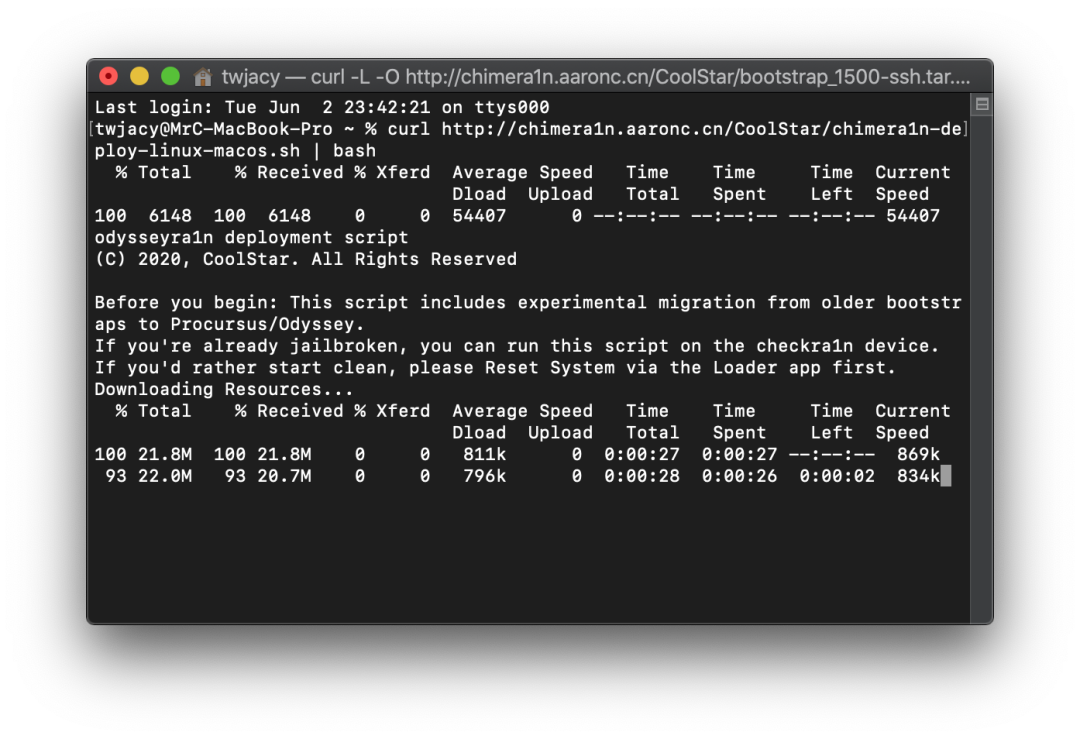 twjacy — curl -L -O http://chimera1n.aaronc.cn/CoolStar/bootstrap_1500-ssh.tar....
Last login: Tue Jun  2 23:42:21 on ttys000
[twjacy@MrC-MacBook-Pro ~ % curl http://chimera1n.aaronc.cn/CoolStar/chimera1n-de]
ploy-linux-macos.sh | bash
  % Total    % Received % Xferd  Average Speed   Time    Time     Time  Current
                                 Dload  Upload   Total   Spent    Left  Speed
100  6148  100  6148    0     0  54407      0 --:--:-- --:--:-- --:--:-- 54407
odysseyra1n deployment script
(C) 2020, CoolStar. All Rights Reserved

Before you begin: This script includes experimental migration from older bootstr
aps to Procursus/Odyssey.
If you're already jailbroken, you can run this script on the checkra1n device.
If you'd rather start clean, please Reset System via the Loader app first.
Downloading Resources...
  % Total    % Received % Xferd  Average Speed   Time    Time     Time  Current
                                 Dload  Upload   Total   Spent    Left  Speed
100 21.8M  100 21.8M    0     0   811k      0  0:00:27  0:00:27 --:--:--  869k
 93 22.0M   93 20.7M    0     0   796k      0  0:00:28  0:00:26  0:00:02  834k